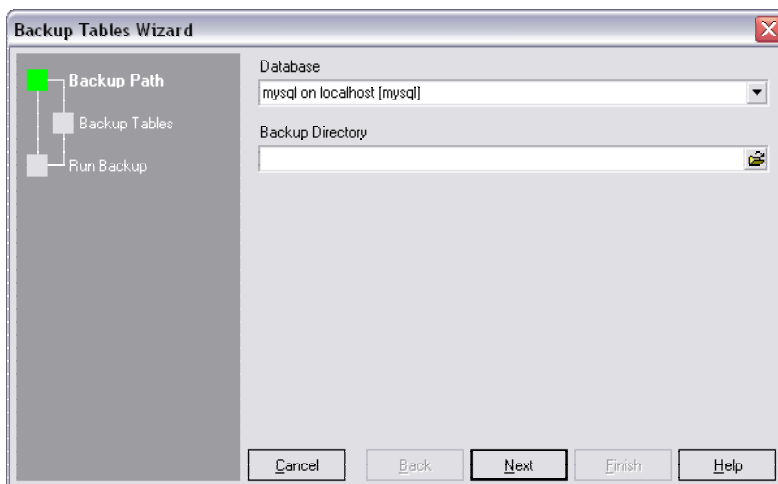 Backup Tables Wizard
Backup Path
Backup Tables
Run Backup
Database
mysql on localhost [mysql]
Backup Directory
Cancel
Back
Next
Finish
Help